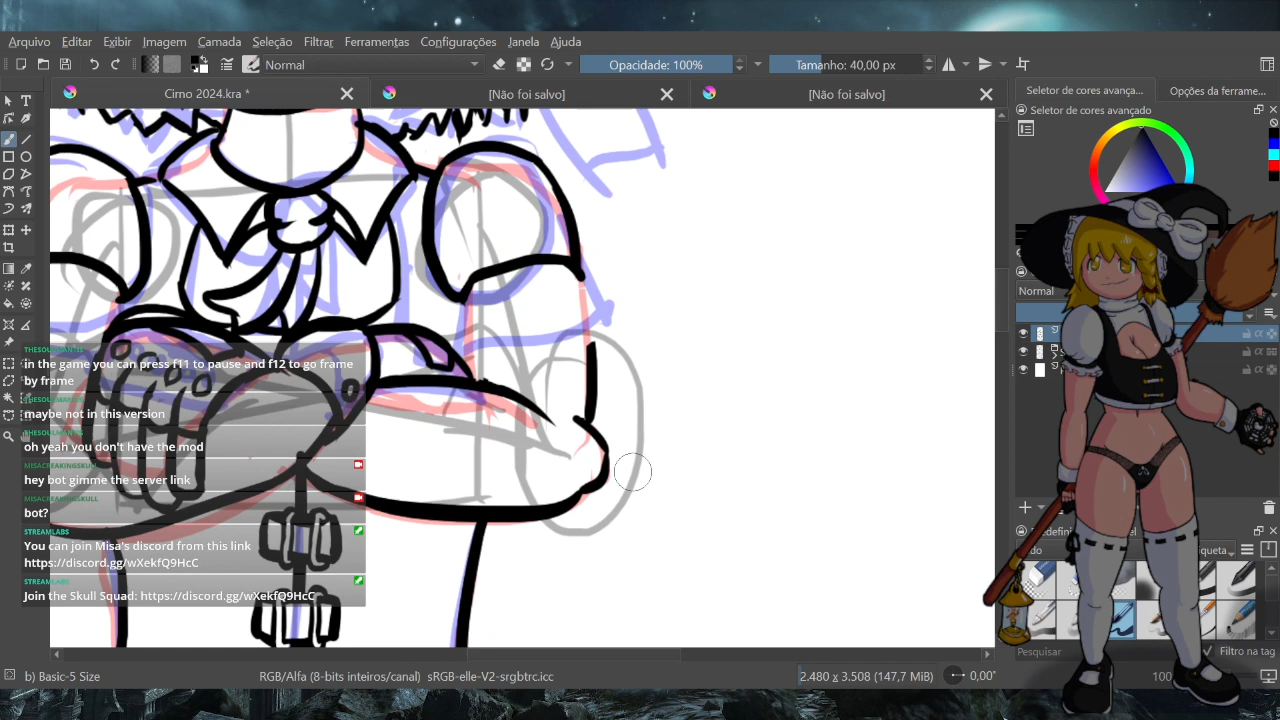 Arquivo Editar Exibir Imagem Camada Seleção Filtrar Ferramentas Configurações Janela Ajuda
Normal
Opacidade: 100%
Tamanho: 40,00 px
Cirno 2024.kra *
[Não foi salvo]
[Não foi salvo]
Seletor de cores avança...
Opções da ferrame...
Seletor de cores avançado
Normal
in the game you can press f11 to pause and f12 to go frame
by frame
maybe not in this version
oh yeah you don't have the mod
MISACREAKINGSKULL
hey bot gimme the server link
MISACREAKINGSKULL
bot?
STREAMLABS
You can join Misa's discord from this link
https://discord.gg/wXekfQ9HcC
STREAMLABS
Join the Skull Squad: https://discord.gg/wXekfQ9HcC
Pesquisar
Filtro na tag
b) Basic-5 Size
RGB/Alfa (8-bits inteiros/canal) sRGB-elle-V2-srgbtrc.icc
2.480 x 3.508 (147,7 MiB)
0,00°
100